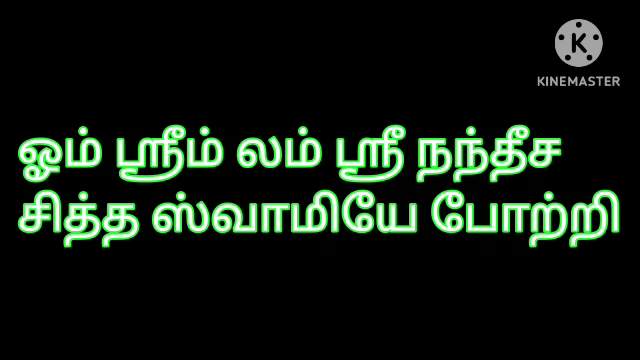 KINEMASTER
ஓம் ஸ்ரீம் லம் ஸ்ரீ நந்தீச
சித்த ஸ்வாமியே போற்றி